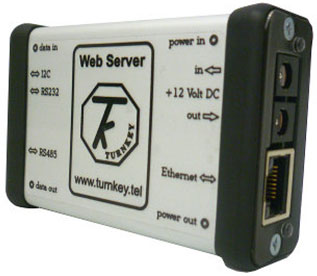 data in
I2C
RS232
RS485
data out
Web Server
TK
TURNKEY
www.turnkey.tel
power in
in
+12 Volt DC
out
Ethernet
power out